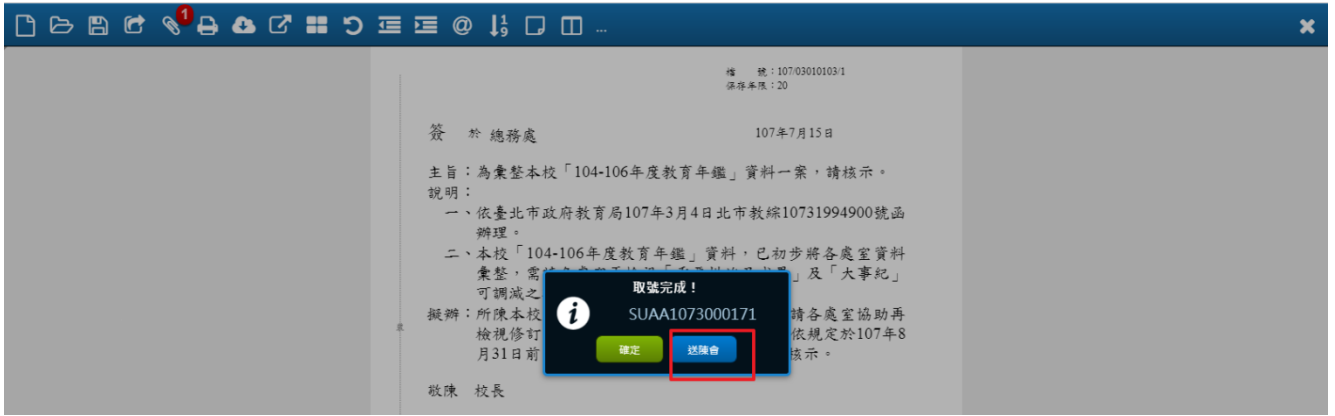 1
@
1
9
...
檔 號：107/03010103/1
保存年限：20
簽 於 總務處 107年7月15日
主旨：為彙整本校「104-106年度教育年鑑」資料一案，請核示。
說明：
一、依臺北市政府教育局107年3月4日北市教綜10731994900號函
辦理。
二、本校「104-106年度教育年鑑」資料，已初步將各處室資料
彙整，需 」及「大事紀」
可調減之
取號完成！
SUAA1073000171
確定 送陳會
擬辦：所陳本校 請各處室協助再
檢視修訂 依規定於107年8
月31日前 核示。
敬陳 校長